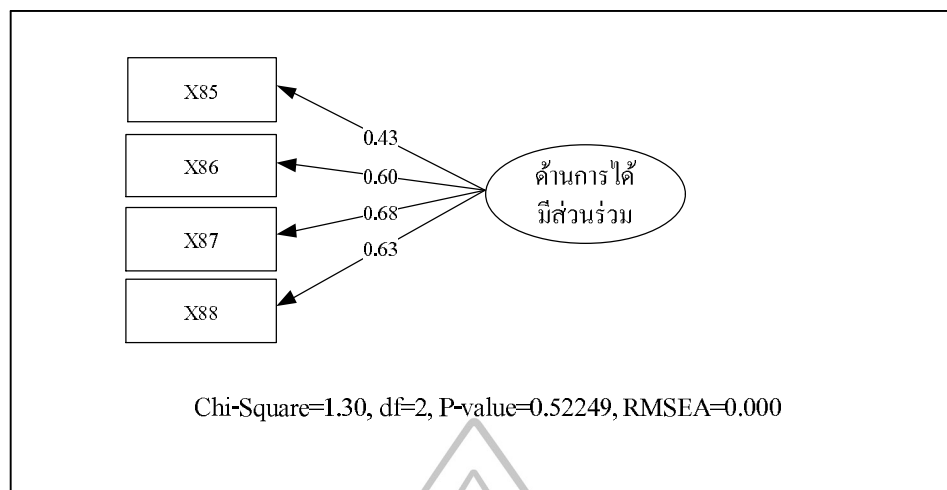 X85
0.43
X86
0.60
ด้านการได้
มีส่วนร่วม
0.68
X87
0.63
X88
Chi-Square=1.30, df=2, P-value=0.52249, RMSEA=0.000